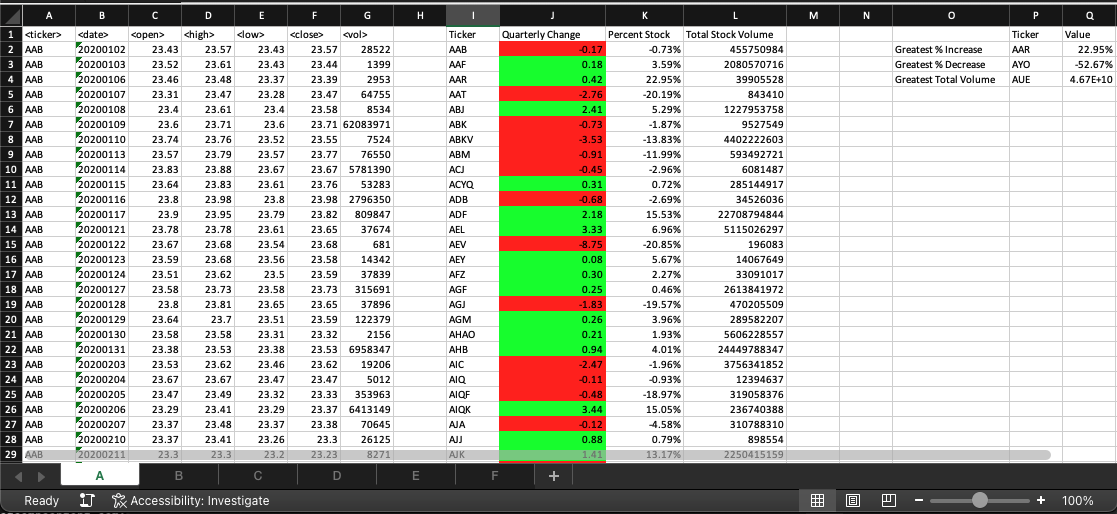 A B C D E F G H I J K L M N O P Q
1 <ticker> <date> <open> <high> <low> <close> <vol> Ticker Quarterly Change Percent Stock Total Stock Volume Ticker Value
2 AAB 20200102 23.43 23.57 23.43 23.57 28522 AAB -0.17 -0.73% 455750984 Greatest % Increase AAR 22.95%
3 AAB 20200103 23.52 23.61 23.43 23.44 1399 AAF 0.18 3.59% 2080570716 Greatest % Decrease AYO -52.67%
4 AAB 20200106 23.46 23.48 23.37 23.39 2953 AAR 0.42 22.95% 39905528 Greatest Total Volume AUE 4.67E+10
5 AAB 20200107 23.31 23.47 23.28 23.47 64755 AAT -2.76 -20.19% 843410
6 AAB 20200108 23.4 23.61 23.4 23.58 8534 ABJ 2.41 5.29% 1227953758
7 AAB 20200109 23.6 23.71 23.6 23.71 62083971 ABK -0.73 -1.87% 9527549
8 AAB 20200110 23.74 23.76 23.52 23.55 7524 ABKV -3.53 -13.83% 4402222603
9 AAB 20200113 23.57 23.79 23.57 23.77 76550 ABM -0.91 -11.99% 593492721
10 AAB 20200114 23.83 23.88 23.67 23.67 5781390 ACJ -0.45 -2.96% 6081487
11 AAB 20200115 23.64 23.83 23.61 23.76 53283 ACYQ 0.31 0.72% 285144917
12 AAB 20200116 23.8 23.98 23.8 23.98 2796350 ADB -0.68 -2.69% 34526036
13 AAB 20200117 23.9 23.95 23.79 23.82 809847 ADF 2.18 15.53% 22708794844
14 AAB 20200121 23.78 23.78 23.61 23.65 37674 AEL 3.33 6.96% 5115026297
15 AAB 20200122 23.67 23.68 23.54 23.68 681 AEV -8.75 -20.85% 196083
16 AAB 20200123 23.59 23.68 23.56 23.58 14342 AEY 0.08 5.67% 14067649
17 AAB 20200124 23.51 23.62 23.5 23.59 37839 AFZ 0.30 2.27% 33091017
18 AAB 20200127 23.58 23.73 23.58 23.73 315691 AGF 0.25 0.46% 2613841972
19 AAB 20200128 23.8 23.81 23.65 23.65 37896 AGJ -1.83 -19.57% 470205509
20 AAB 20200129 23.64 23.7 23.51 23.59 122379 AGM 0.26 3.96% 289582207
21 AAB 20200130 23.58 23.58 23.31 23.32 2156 AHAO 0.21 1.93% 5606228557
22 AAB 20200131 23.38 23.53 23.38 23.53 6958347 AHB 0.94 4.01% 24449788347
23 AAB 20200203 23.53 23.62 23.46 23.62 19206 AIC -2.47 -1.96% 3756341852
24 AAB 20200204 23.67 23.67 23.47 23.47 5012 AIQ -0.11 -0.93% 12394637
25 AAB 20200205 23.47 23.49 23.32 23.33 353963 AIQF -0.48 -18.97% 319058376
26 AAB 20200206 23.29 23.41 23.29 23.37 6413149 AIQK 3.44 15.05% 236740388
27 AAB 20200207 23.37 23.48 23.37 23.38 70645 AJA -0.12 -4.58% 310788310
28 AAB 20200210 23.37 23.41 23.26 23.3 26125 AJJ 0.88 0.79% 898554
29 AAB 20200211 23.3 23.3 23.2 23.23 8271 AJK 1.41 13.17% 2250415159
A B C D E F +
Ready Accessibility: Investigate - + 100%